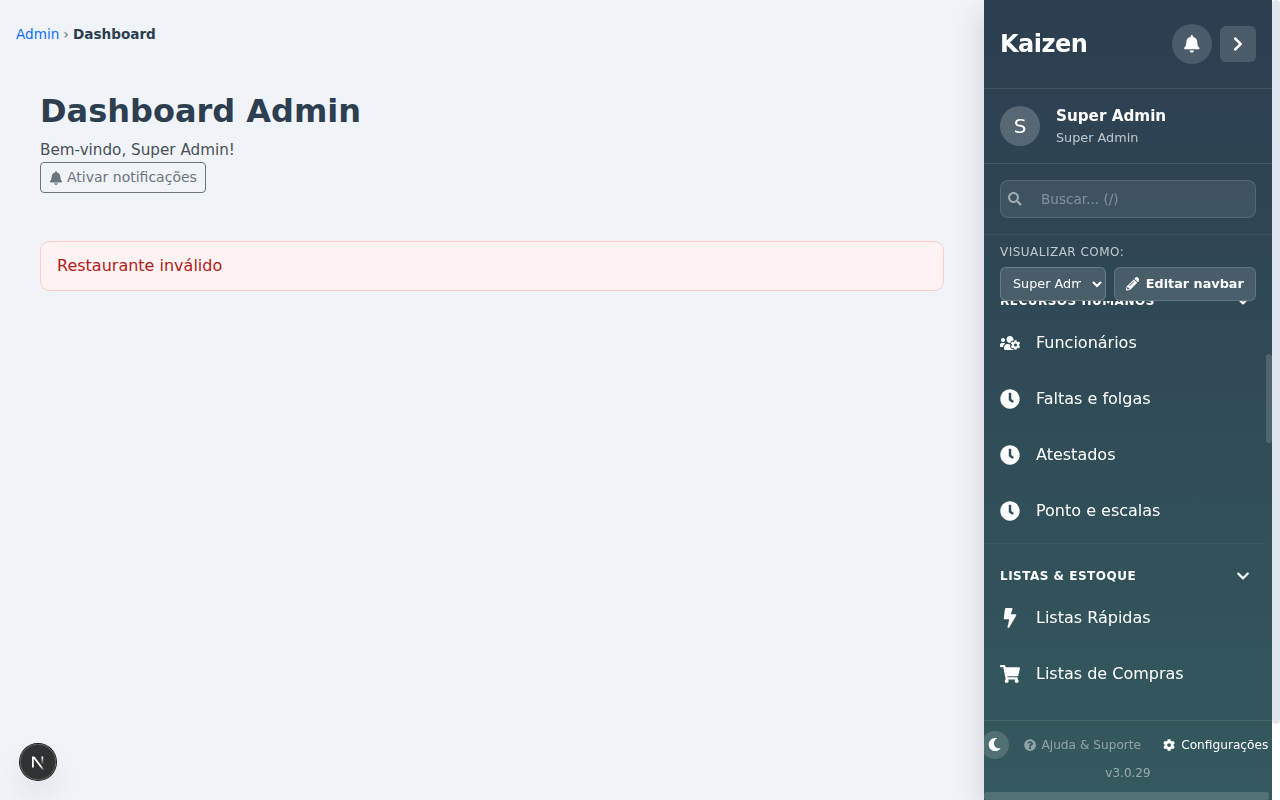 Admin › Dashboard
Dashboard Admin
Bem-vindo, Super Admin!
Ativar notificações
Restaurante inválido
Kaizen
S
Super Admin
Super Admin
Buscar... (/)
VISUALIZAR COMO:
Super Adm
Editar navbar
RECURSOS HUMANOS
Funcionários
Faltas e folgas
Atestados
Ponto e escalas
LISTAS & ESTOQUE
Listas Rápidas
Listas de Compras
Ajuda & Suporte
Configurações
v3.0.29
N